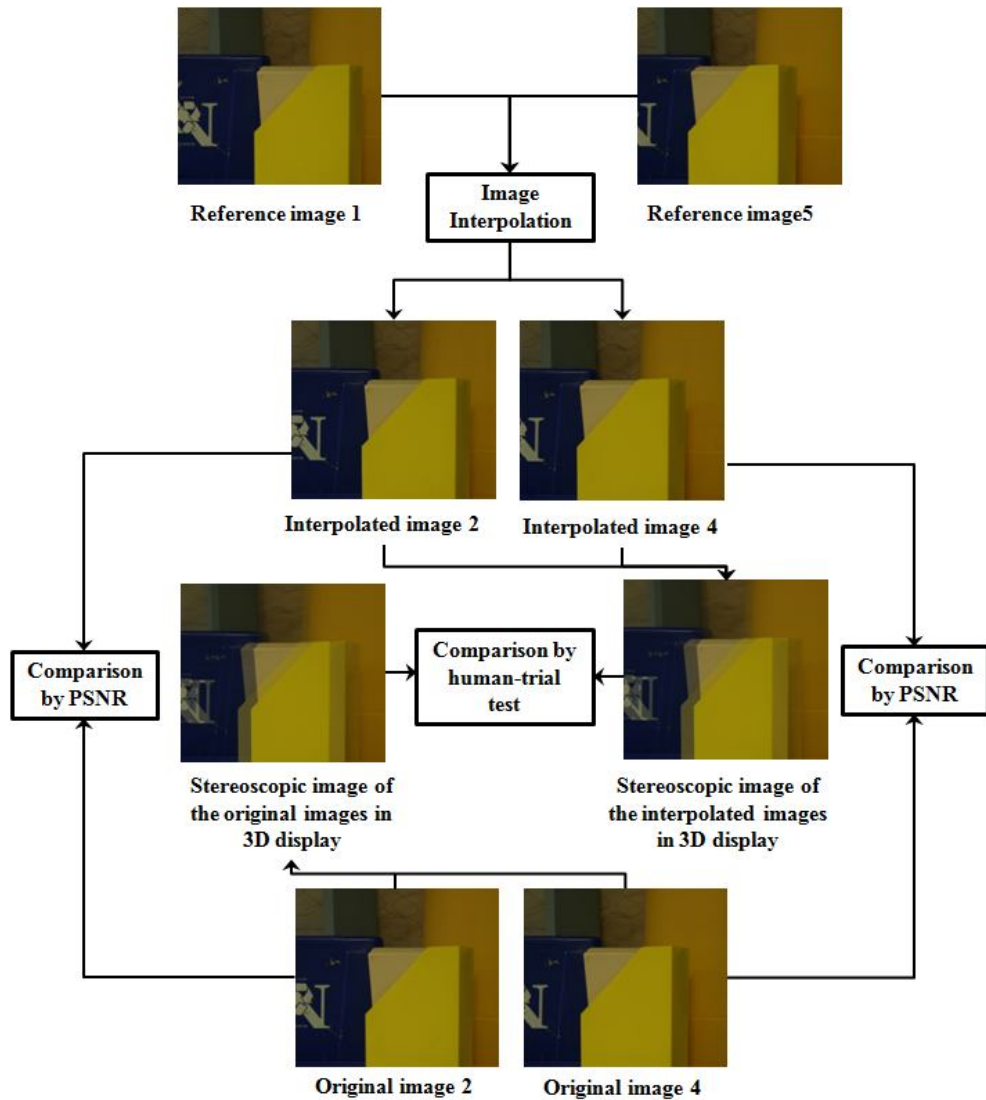 Reference image 1
Reference image5
Image
Interpolation
Interpolated image 2
Interpolated image 4
Comparison
by PSNR
Comparison by
human-trial
test
Comparison
by PSNR
Stereoscopic image of
the original images in
3D display
Stereoscopic image of
the interpolated images
in 3D display
Original image 2
Original image 4